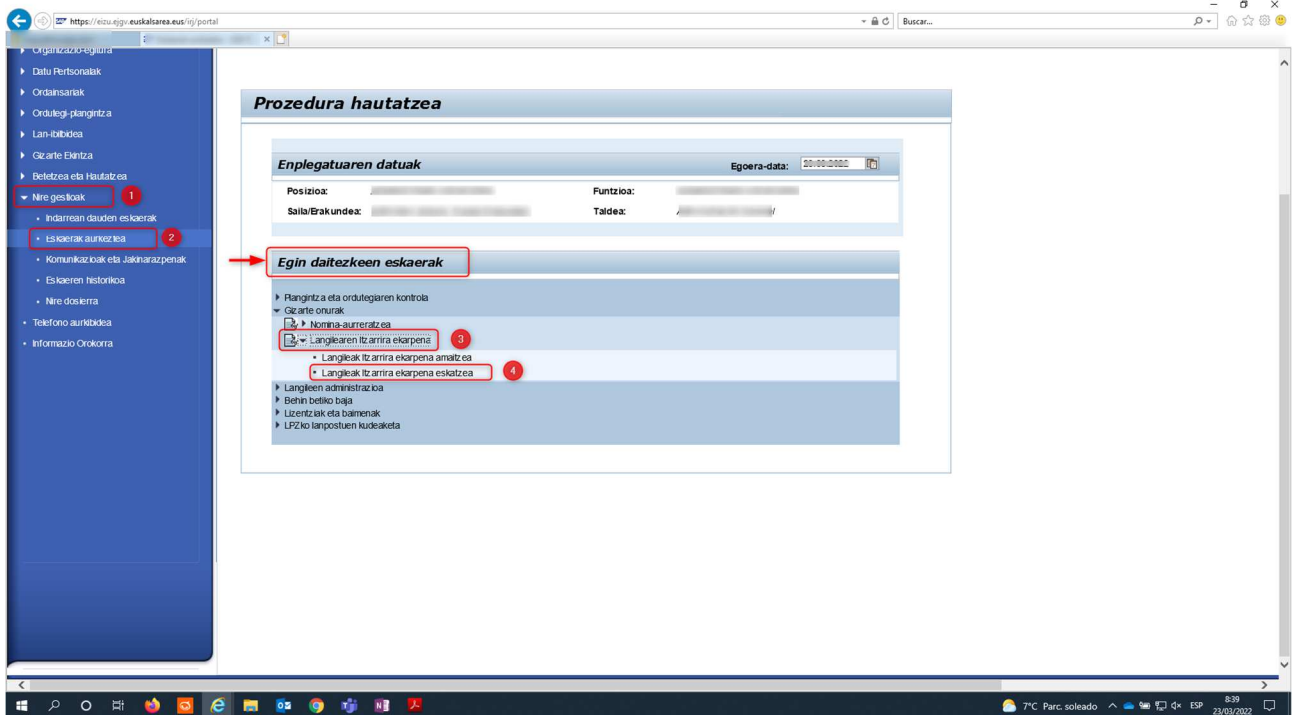 https://eizu.ejgv.euskalsarea.eus/irj/portal
Buscar...
Organizazio-egitura
Datu Pertsonalak
Ordainsariak
Ordutegi-plangintza
Lan-ibilbidea
Gizarte Ekintza
Betetzea eta Hautatzea
Nire gestioak
1
Indarrean dauden eskaerak
Eskaerak aurkeztea
2
Komunikazioak eta Jakinarazpenak
Eskaeren historikoa
Nire dosierra
Telefono aurkibidea
Informazio Orokorra
Prozedura hautatzea
Enplegatuaren datuak
Egoera-data:
Posizioa:
Funtzioa:
Saila/Erakundea:
Taldea:
Egin daitezkeen eskaerak
Plangintza eta ordutegiaren kontrola
Gizarte onurak
Nomina-aurreratzea
Langilearen Itzarrira ekarpena
3
Langileak Itzarrira ekarpena amaitzea
Langileak Itzarrira ekarpena eskatzea
4
Langileen administrazioa
Behin betiko baja
Lizentziak eta baimenak
LPZko lanpostuen kudeaketa
7°C Parc. soleado
ESP
8:39
23/03/2022